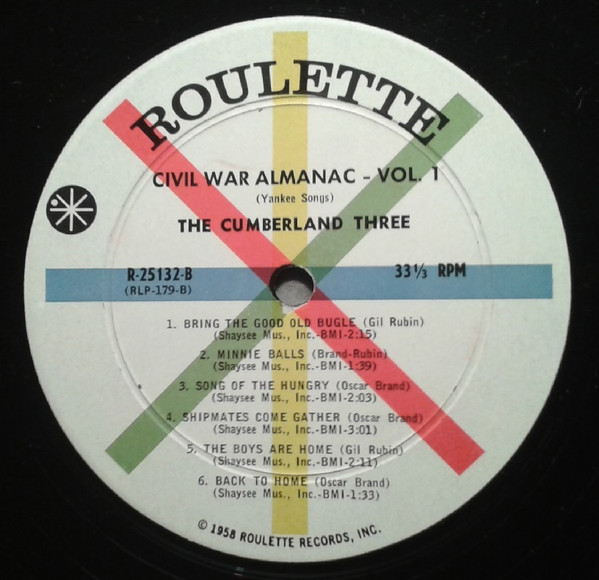 ROULETTE
CIVIL WAR ALMANAC - VOL. 1
(Yankee Songs)
THE CUMBERLAND THREE
R-25132-B 33⅓ RPM
(RLP-179-B)
1. BRING THE GOOD OLD BUGLE (Gil Rubin)
(Shaysee Mus., Inc.-BMI-2:15)
2. MINNIE BALLS (Brand-Rubin)
(Shaysee Mus., Inc.-BMI-1:39)
3. SONG OF THE HUNGRY (Oscar Brand)
(Shaysee Mus., Inc.-BMI-2:03)
4. SHIPMATES COME GATHER (Oscar Brand)
(Shaysee Mus., Inc.-BMI-3:01)
5. THE BOYS ARE HOME (Gil Rubin)
(Shaysee Mus., Inc.-BMI-2:11)
6. BACK TO HOME (Oscar Brand)
(Shaysee Mus., Inc.-BMI-1:33)
© 1958 ROULETTE RECORDS, INC.